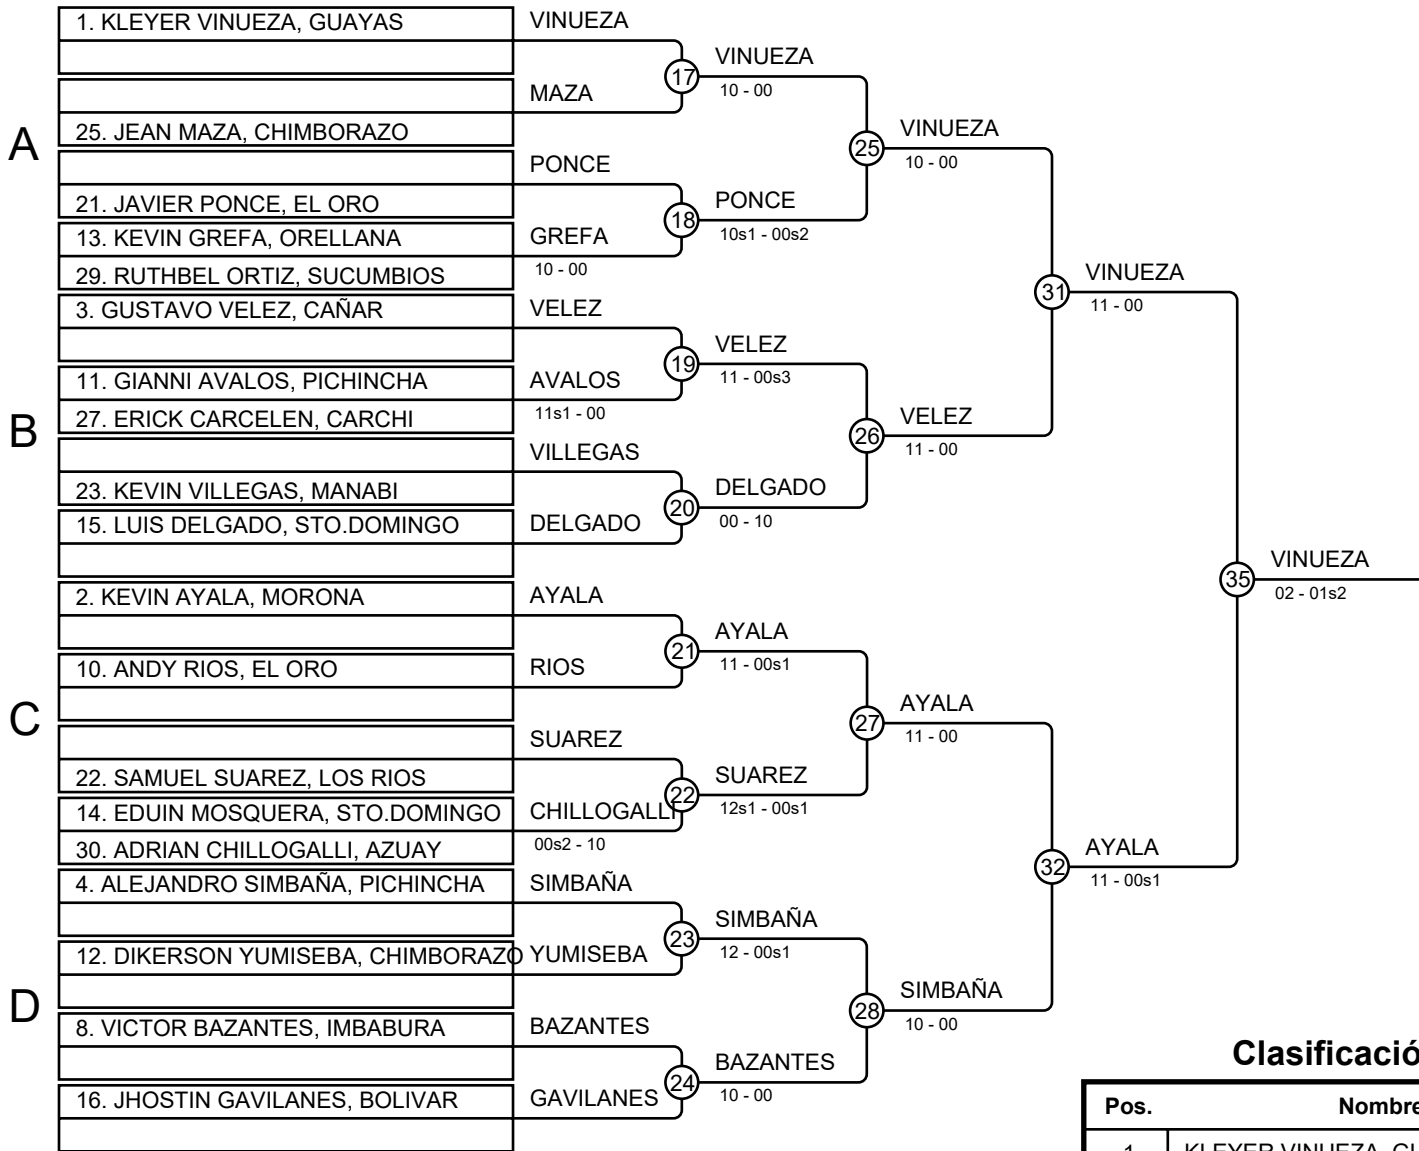 1. KLEYER VINUEZA, GUAYAS
VINUEZA
17
VINUEZA
10 - 00
MAZA
25. JEAN MAZA, CHIMBORAZO
A
25
VINUEZA
10 - 00
PONCE
21. JAVIER PONCE, EL ORO
18
PONCE
10s1 - 00s2
13. KEVIN GREFA, ORELLANA
GREFA
10 - 00
29. RUTHBEL ORTIZ, SUCUMBIOS
31
VINUEZA
11 - 00
3. GUSTAVO VELEZ, CAÑAR
VELEZ
19
VELEZ
11 - 00s3
11. GIANNI AVALOS, PICHINCHA
AVALOS
11s1 - 00
27. ERICK CARCELEN, CARCHI
B
26
VELEZ
11 - 00
VILLEGAS
23. KEVIN VILLEGAS, MANABI
20
DELGADO
00 - 10
15. LUIS DELGADO, STO.DOMINGO
DELGADO
35
VINUEZA
02 - 01s2
2. KEVIN AYALA, MORONA
AYALA
21
AYALA
11 - 00s1
10. ANDY RIOS, EL ORO
RIOS
C
27
AYALA
11 - 00
SUAREZ
22. SAMUEL SUAREZ, LOS RIOS
22
SUAREZ
12s1 - 00s1
14. EDUIN MOSQUERA, STO.DOMINGO
CHILLOGALLI
00s2 - 10
30. ADRIAN CHILLOGALLI, AZUAY
32
AYALA
11 - 00s1
4. ALEJANDRO SIMBAÑA, PICHINCHA
SIMBAÑA
23
SIMBAÑA
12 - 00s1
12. DIKERSON YUMISEBA, CHIMBORAZO
YUMISEBA
D
28
SIMBAÑA
10 - 00
8. VICTOR BAZANTES, IMBABURA
BAZANTES
24
BAZANTES
10 - 00
16. JHOSTIN GAVILANES, BOLIVAR
GAVILANES
Clasificació
Pos. Nombre
1 KLEYER VINUEZA,